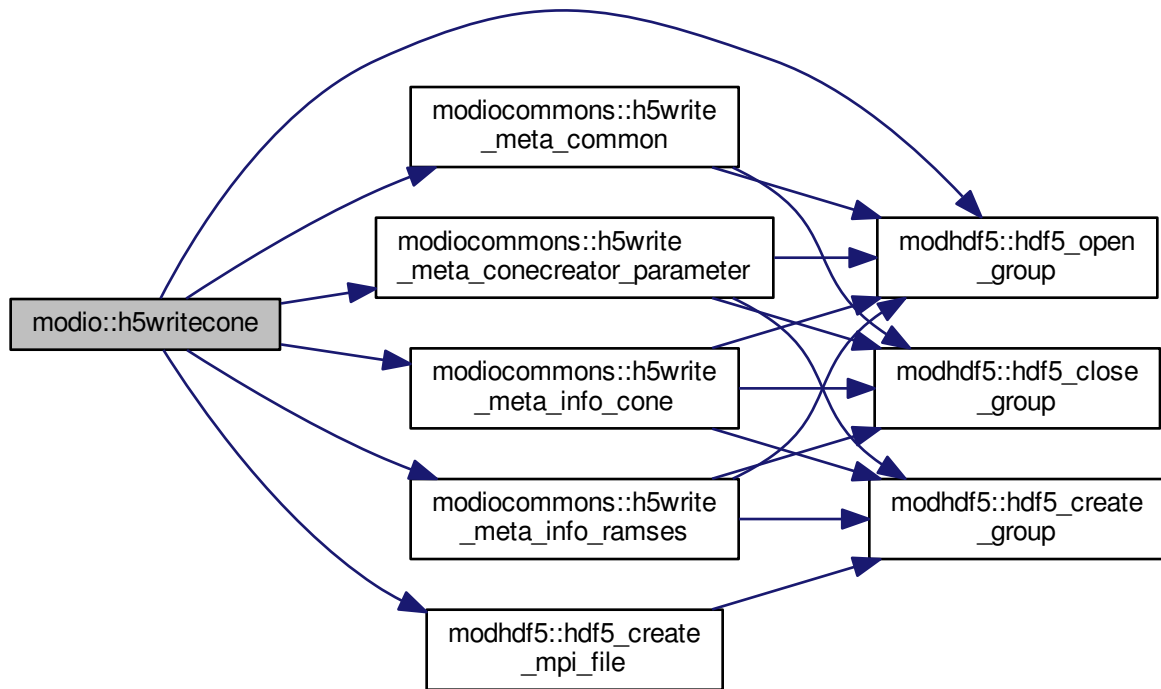 modio::h5writecone
modiocommons::h5write
_meta_common
modiocommons::h5write
_meta_conecreator_parameter
modiocommons::h5write
_meta_info_cone
modiocommons::h5write
_meta_info_ramses
modhdf5::hdf5_create
_mpi_file
modhdf5::hdf5_open
_group
modhdf5::hdf5_close
_group
modhdf5::hdf5_create
_group